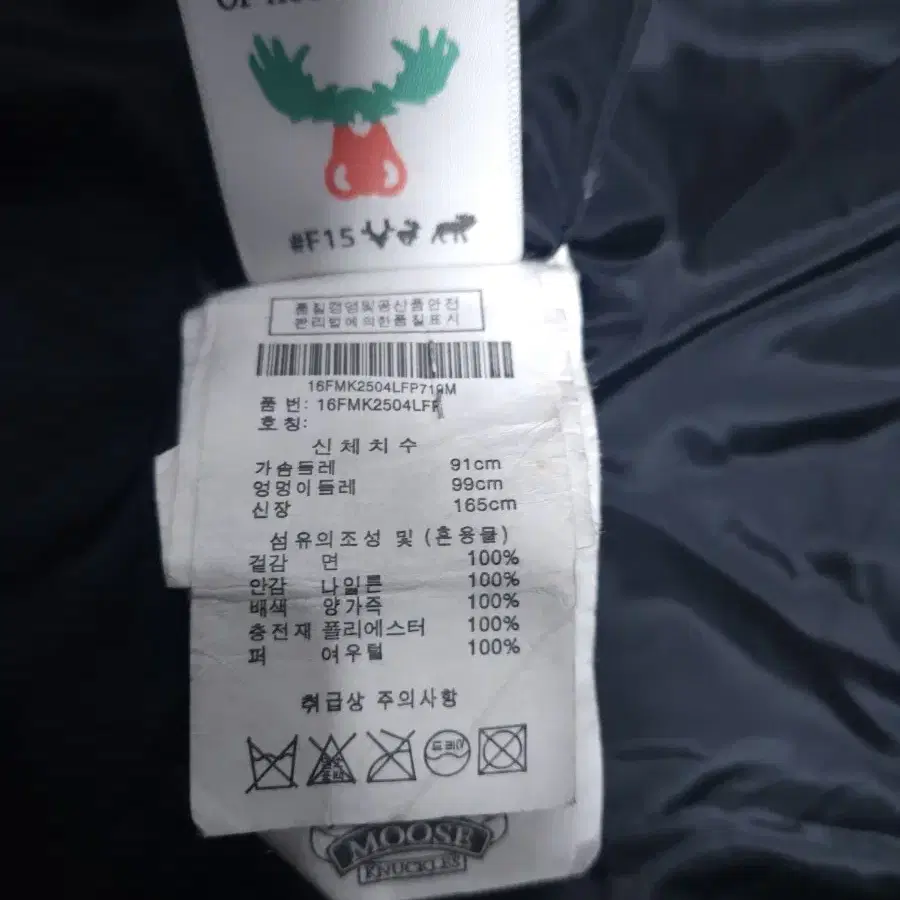 #F15
품질경영및공산품안전
관리법에의한품질표시
16FMK2504LFP719M
품 번: 16FMK2504LFP
호칭:
신체치수
가슴둘레 91cm
엉덩이둘레 99cm
신장 165cm
섬유의조성 및 (혼용율)
겉감 면 100%
안감 나일론 100%
배색 양가죽 100%
충전재 폴리에스터 100%
퍼 여우털 100%
취급상 주의사항
드라이
MOOSE
KNUCKLES